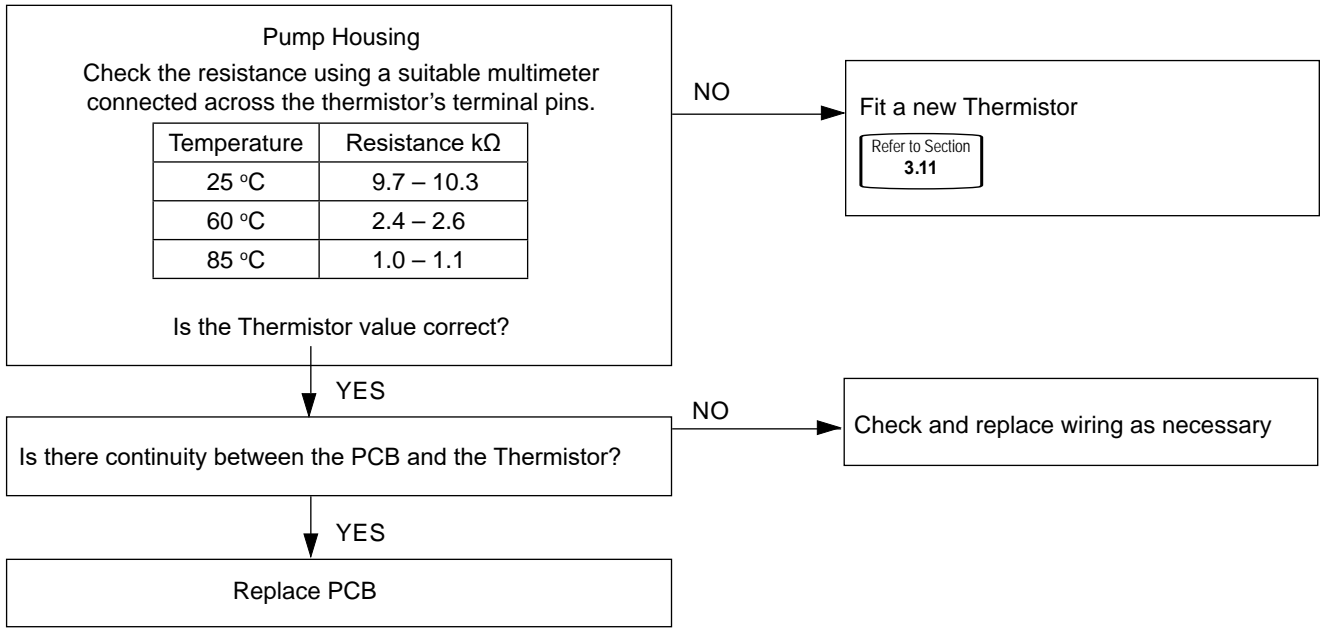 Pump Housing
Check the resistance using a suitable multimeter
connected across the thermistor's terminal pins.
Temperature Resistance kΩ
25 °C 9.7 – 10.3
60 °C 2.4 – 2.6
85 °C 1.0 – 1.1
Is the Thermistor value correct?
NO
Fit a new Thermistor
Refer to Section
3.11
YES
Is there continuity between the PCB and the Thermistor?
NO
Check and replace wiring as necessary
YES
Replace PCB